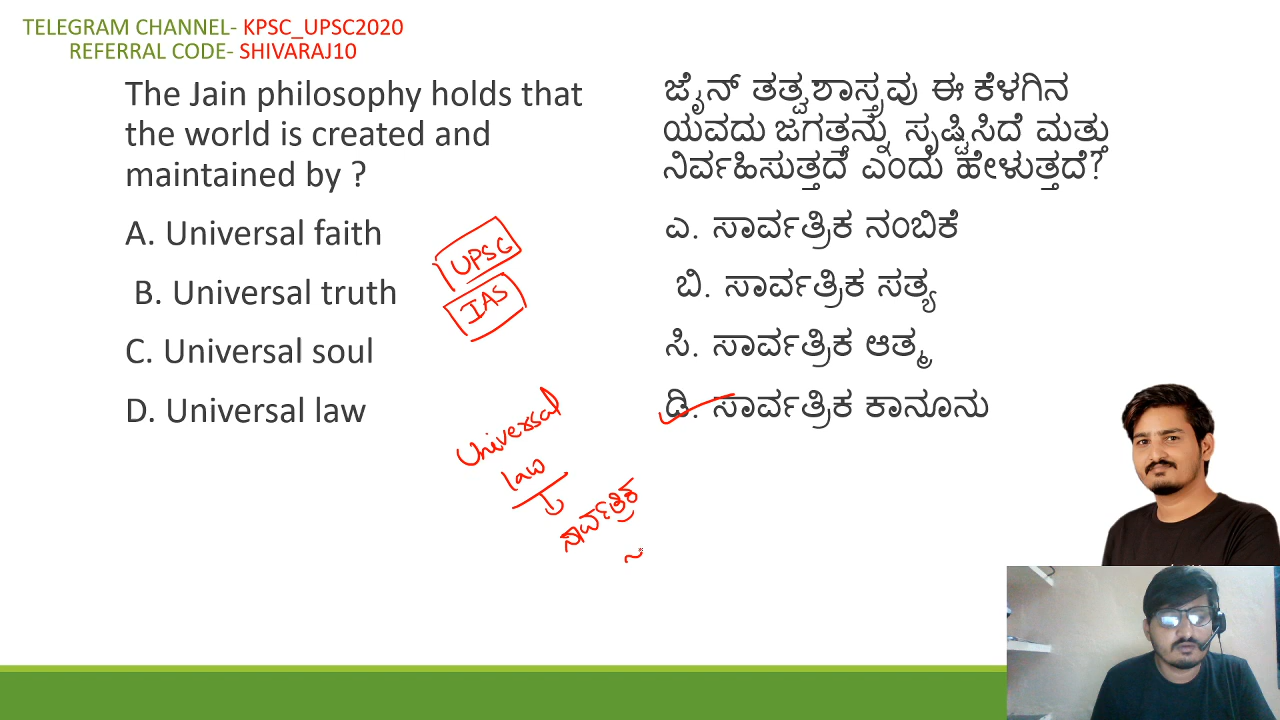 TELEGRAM CHANNEL- KPSC_UPSC2020
REFERRAL CODE- SHIVARAJ10
The Jain philosophy holds that
the world is created and
maintained by ?
A. Universal faith
B. Universal truth
C. Universal soul
D. Universal law
UPSC
IAS
Universal
law
ಸಾರ್ವತ್ರಿಕ
ಜೈನ್ ತತ್ವಶಾಸ್ತ್ರವು ಈ ಕೆಳಗಿನ
ಯವದು ಜಗತ್ತನ್ನು ಸೃಷ್ಟಿಸಿದೆ ಮತ್ತು
ನಿರ್ವಹಿಸುತ್ತದೆ ಎಂದು ಹೇಳುತ್ತದೆ?
ಎ. ಸಾರ್ವತ್ರಿಕ ನಂಬಿಕೆ
ಬಿ. ಸಾರ್ವತ್ರಿಕ ಸತ್ಯ
ಸಿ. ಸಾರ್ವತ್ರಿಕ ಆತ್ಮ
ಡಿ. ಸಾರ್ವತ್ರಿಕ ಕಾನೂನು